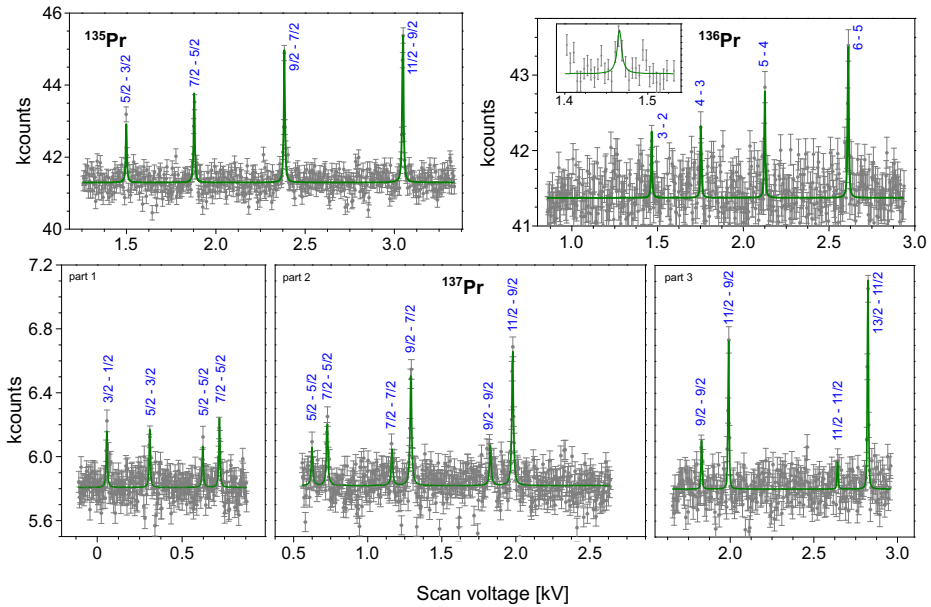 46
44
42
40
kcounts
135Pr
5/2 - 3/2
7/2 - 5/2
9/2 - 7/2
11/2 - 9/2
1.5
2.0
2.5
3.0
43
42
41
kcounts
1.4
1.5
136Pr
3 - 2
4 - 3
5 - 4
6 - 5
1.0
1.5
2.0
2.5
3.0
7.2
6.8
6.4
6.0
5.6
kcounts
part 1
3/2 - 1/2
5/2 - 3/2
5/2 - 5/2
7/2 - 5/2
0
0.5
part 2
137Pr
5/2 - 5/2
7/2 - 5/2
7/2 - 7/2
9/2 - 7/2
9/2 - 9/2
11/2 - 9/2
0.5
1.0
1.5
2.0
2.5
part 3
9/2 - 9/2
11/2 - 9/2
11/2 - 11/2
13/2 - 11/2
2.0
2.5
3.0
Scan voltage [kV]